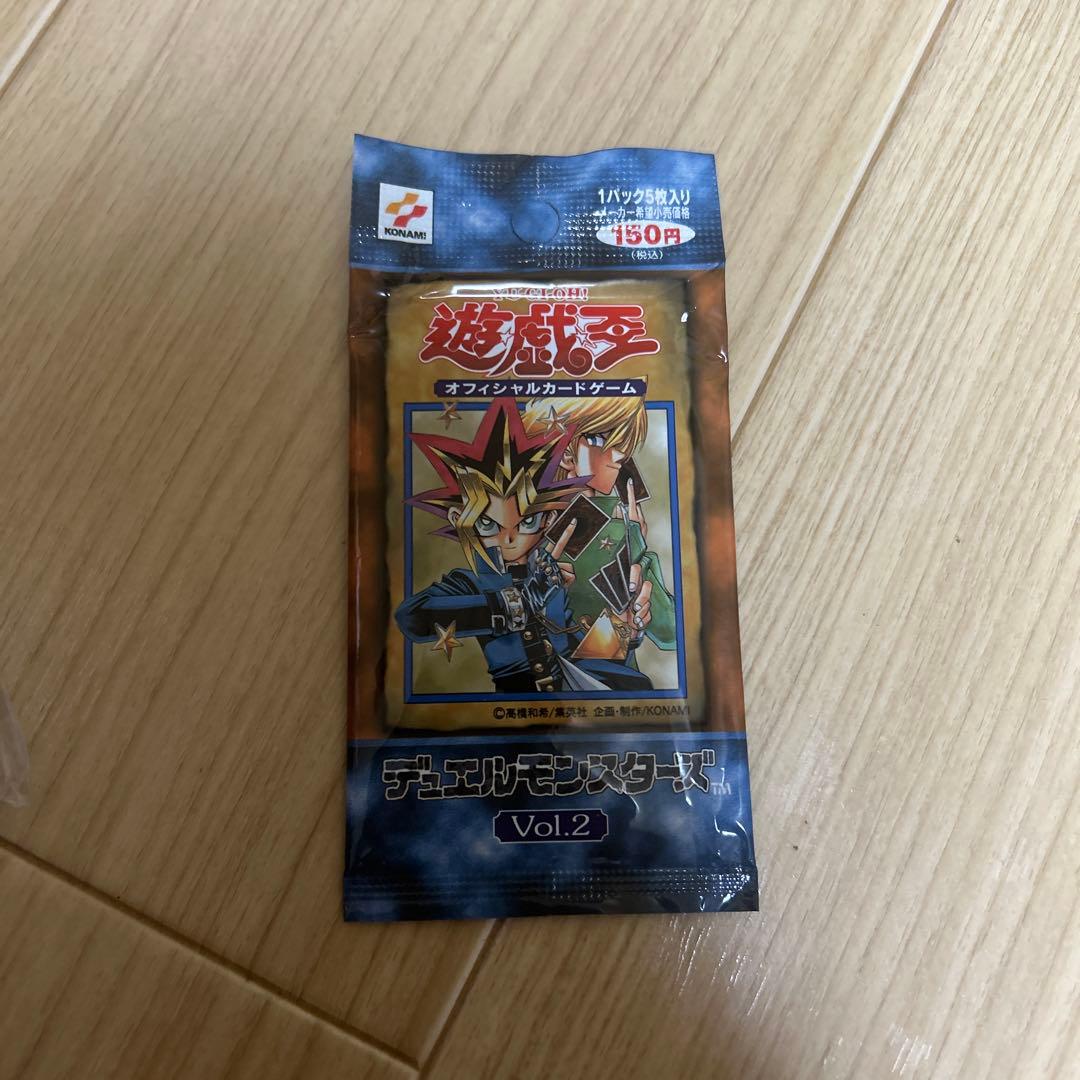 KONAMI
1パック5枚入り
メーカー希望小売価格
150円
(税込)
YU-GI-OH!
遊☆戯☆王
オフィシャルカードゲーム
©高橋和希/集英社 企画・制作/KONAMI
デュエルモンスターズ TM
Vol.2